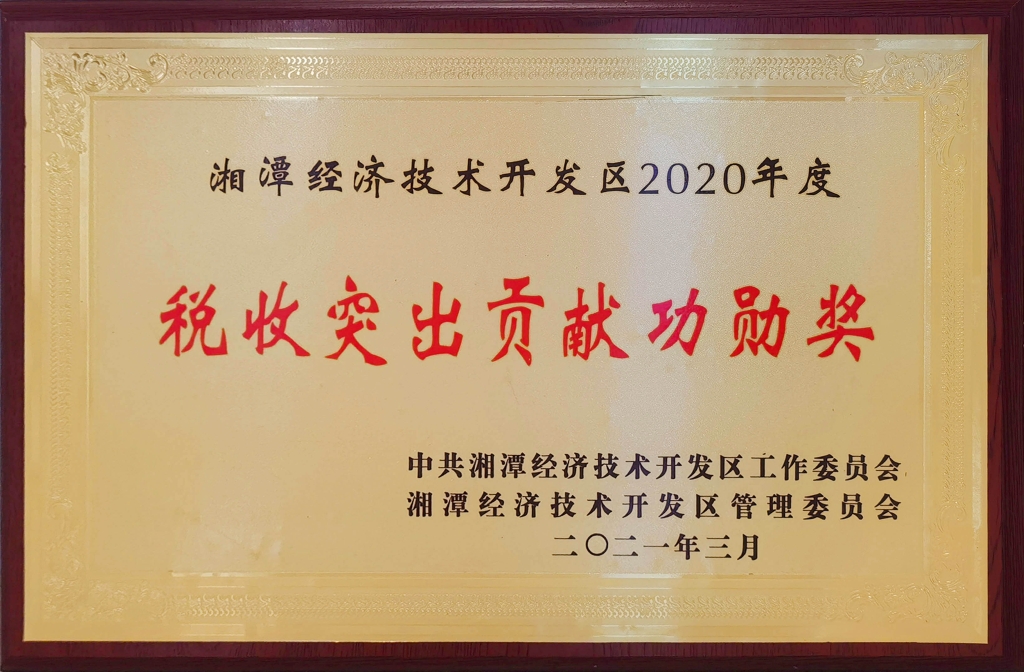 湘潭经济技术开发区2020年度
税收突出贡献功勋奖
中共湘潭经济技术开发区工作委员会
湘潭经济技术开发区管理委员会
二〇二一年三月